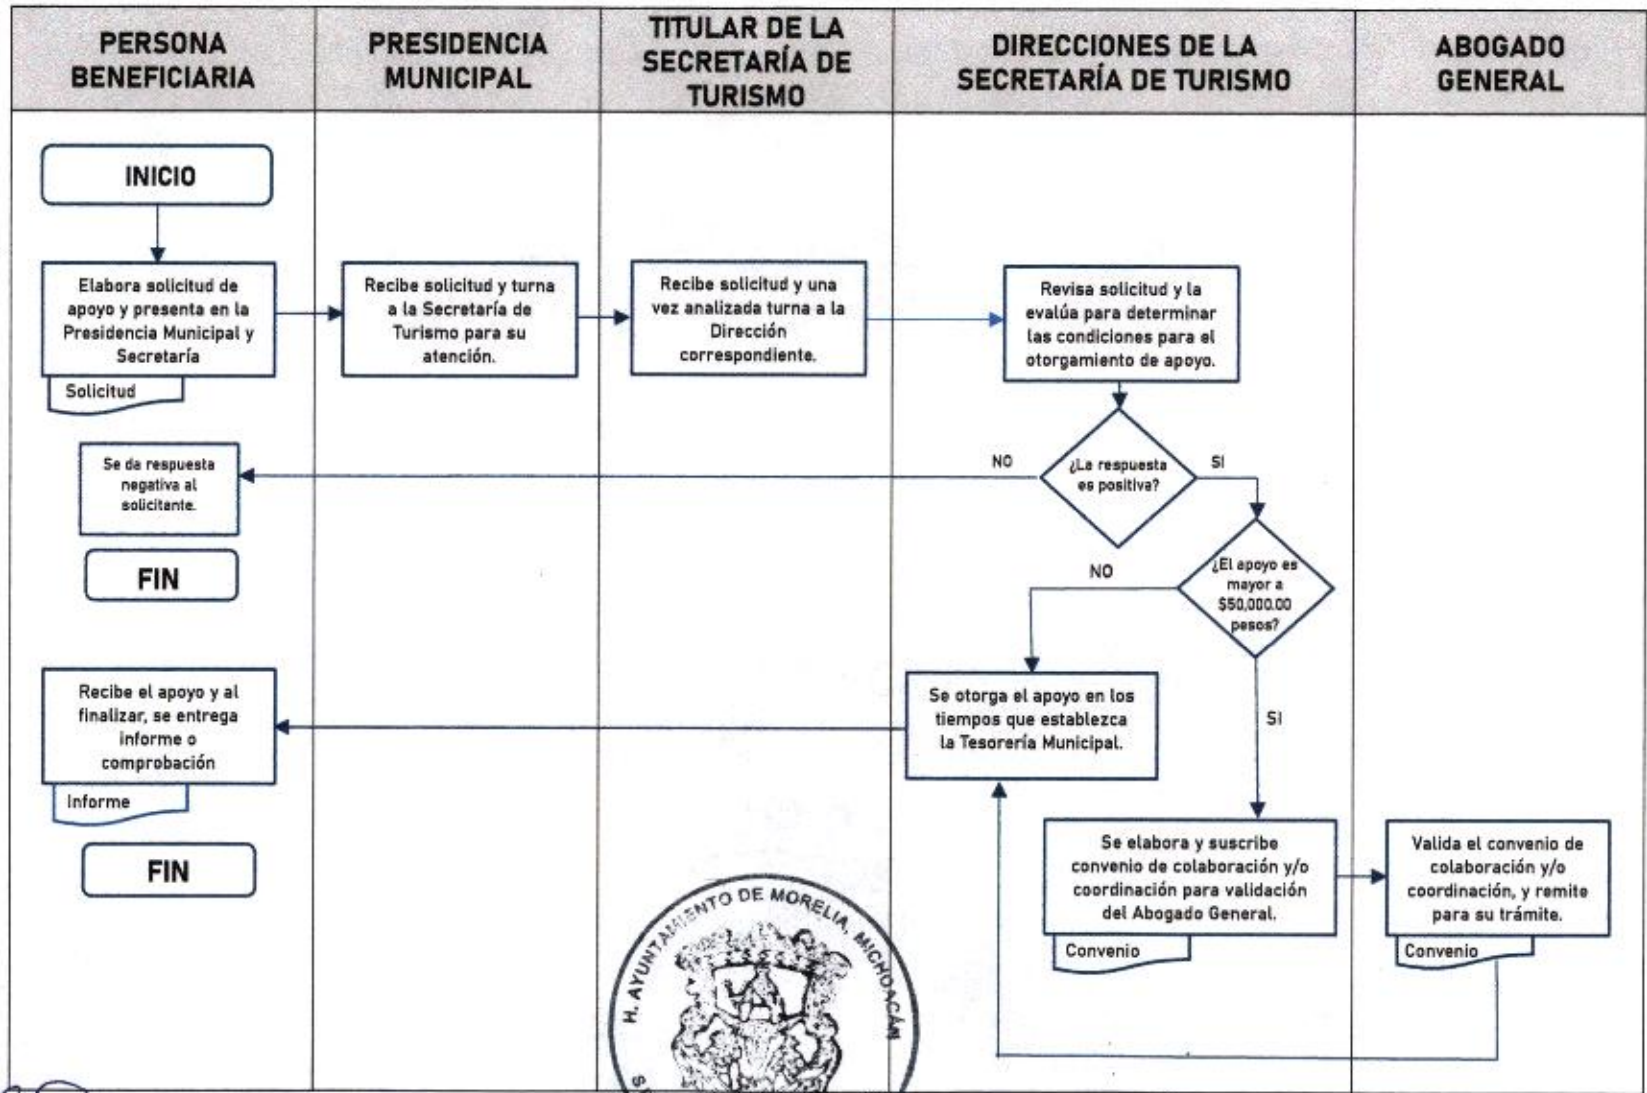 PERSONA
BENEFICIARIA
PRESIDENCIA
MUNICIPAL
TITULAR DE LA
SECRETARÍA DE
TURISMO
DIRECCIONES DE LA
SECRETARÍA DE TURISMO
ABOGADO
GENERAL
INICIO
Elabora solicitud de
apoyo y presenta en la
Presidencia Municipal y
Secretaría
Solicitud
Recibe solicitud y turna
a la Secretaría de
Turismo para su
atención.
Recibe solicitud y una
vez analizada turna a la
Dirección
correspondiente.
Revisa solicitud y la
evalúa para determinar
las condiciones para el
otorgamiento de apoyo.
¿La respuesta
es positiva?
NO
SI
Se da respuesta
negativa al
solicitante.
FIN
¿El apoyo es
mayor a
$50,000.00
pesos?
NO
SI
Se otorga el apoyo en los
tiempos que establezca
la Tesorería Municipal.
Recibe el apoyo y al
finalizar, se entrega
informe o
comprobación
Informe
FIN
Se elabora y suscribe
convenio de colaboración y/o
coordinación para validación
del Abogado General.
Convenio
Valida el convenio de
colaboración y/o
coordinación, y remite
para su trámite.
Convenio
H. AYUNTAMIENTO DE MORELIA, MICHOACÁN